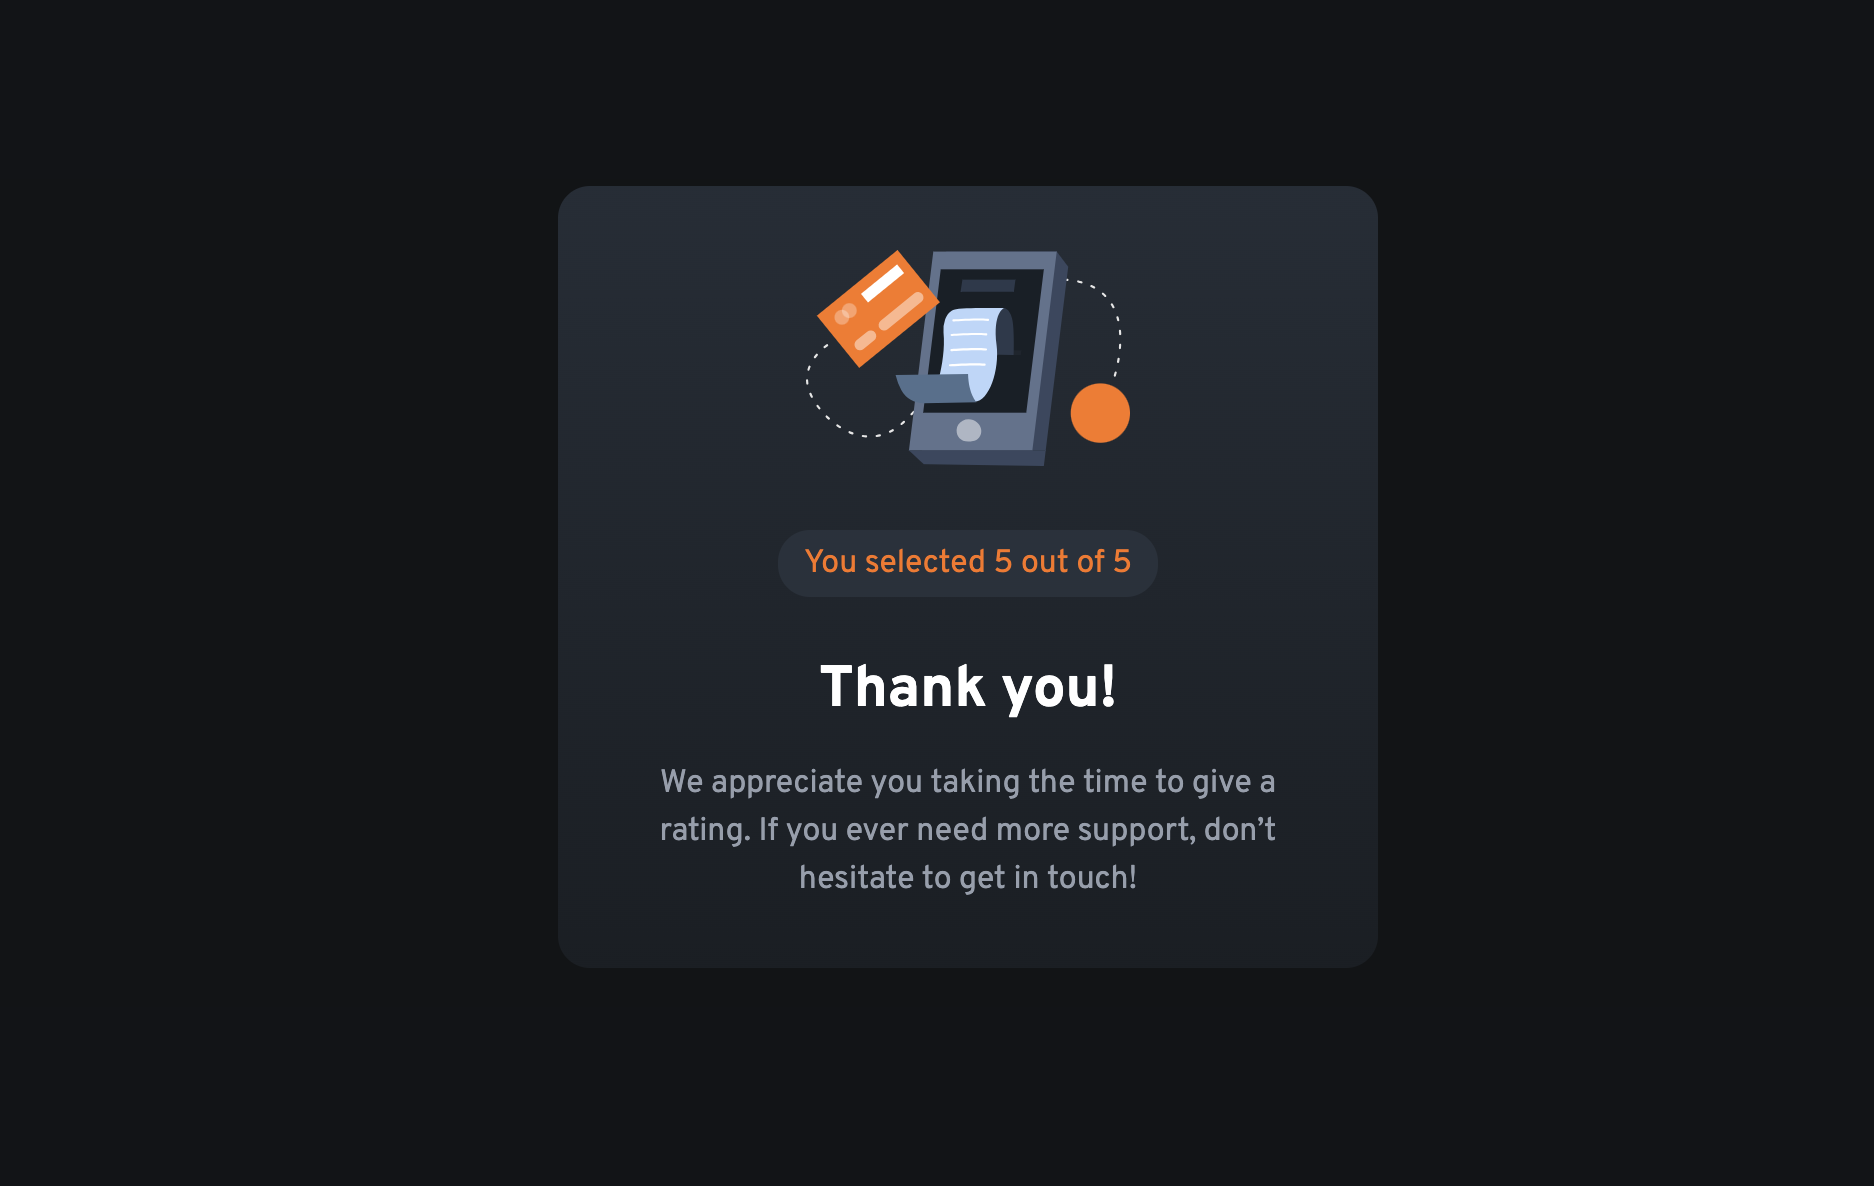 You selected 5 out of 5
Thank you!
We appreciate you taking the time to give a
rating. If you ever need more support, don’t
hesitate to get in touch!